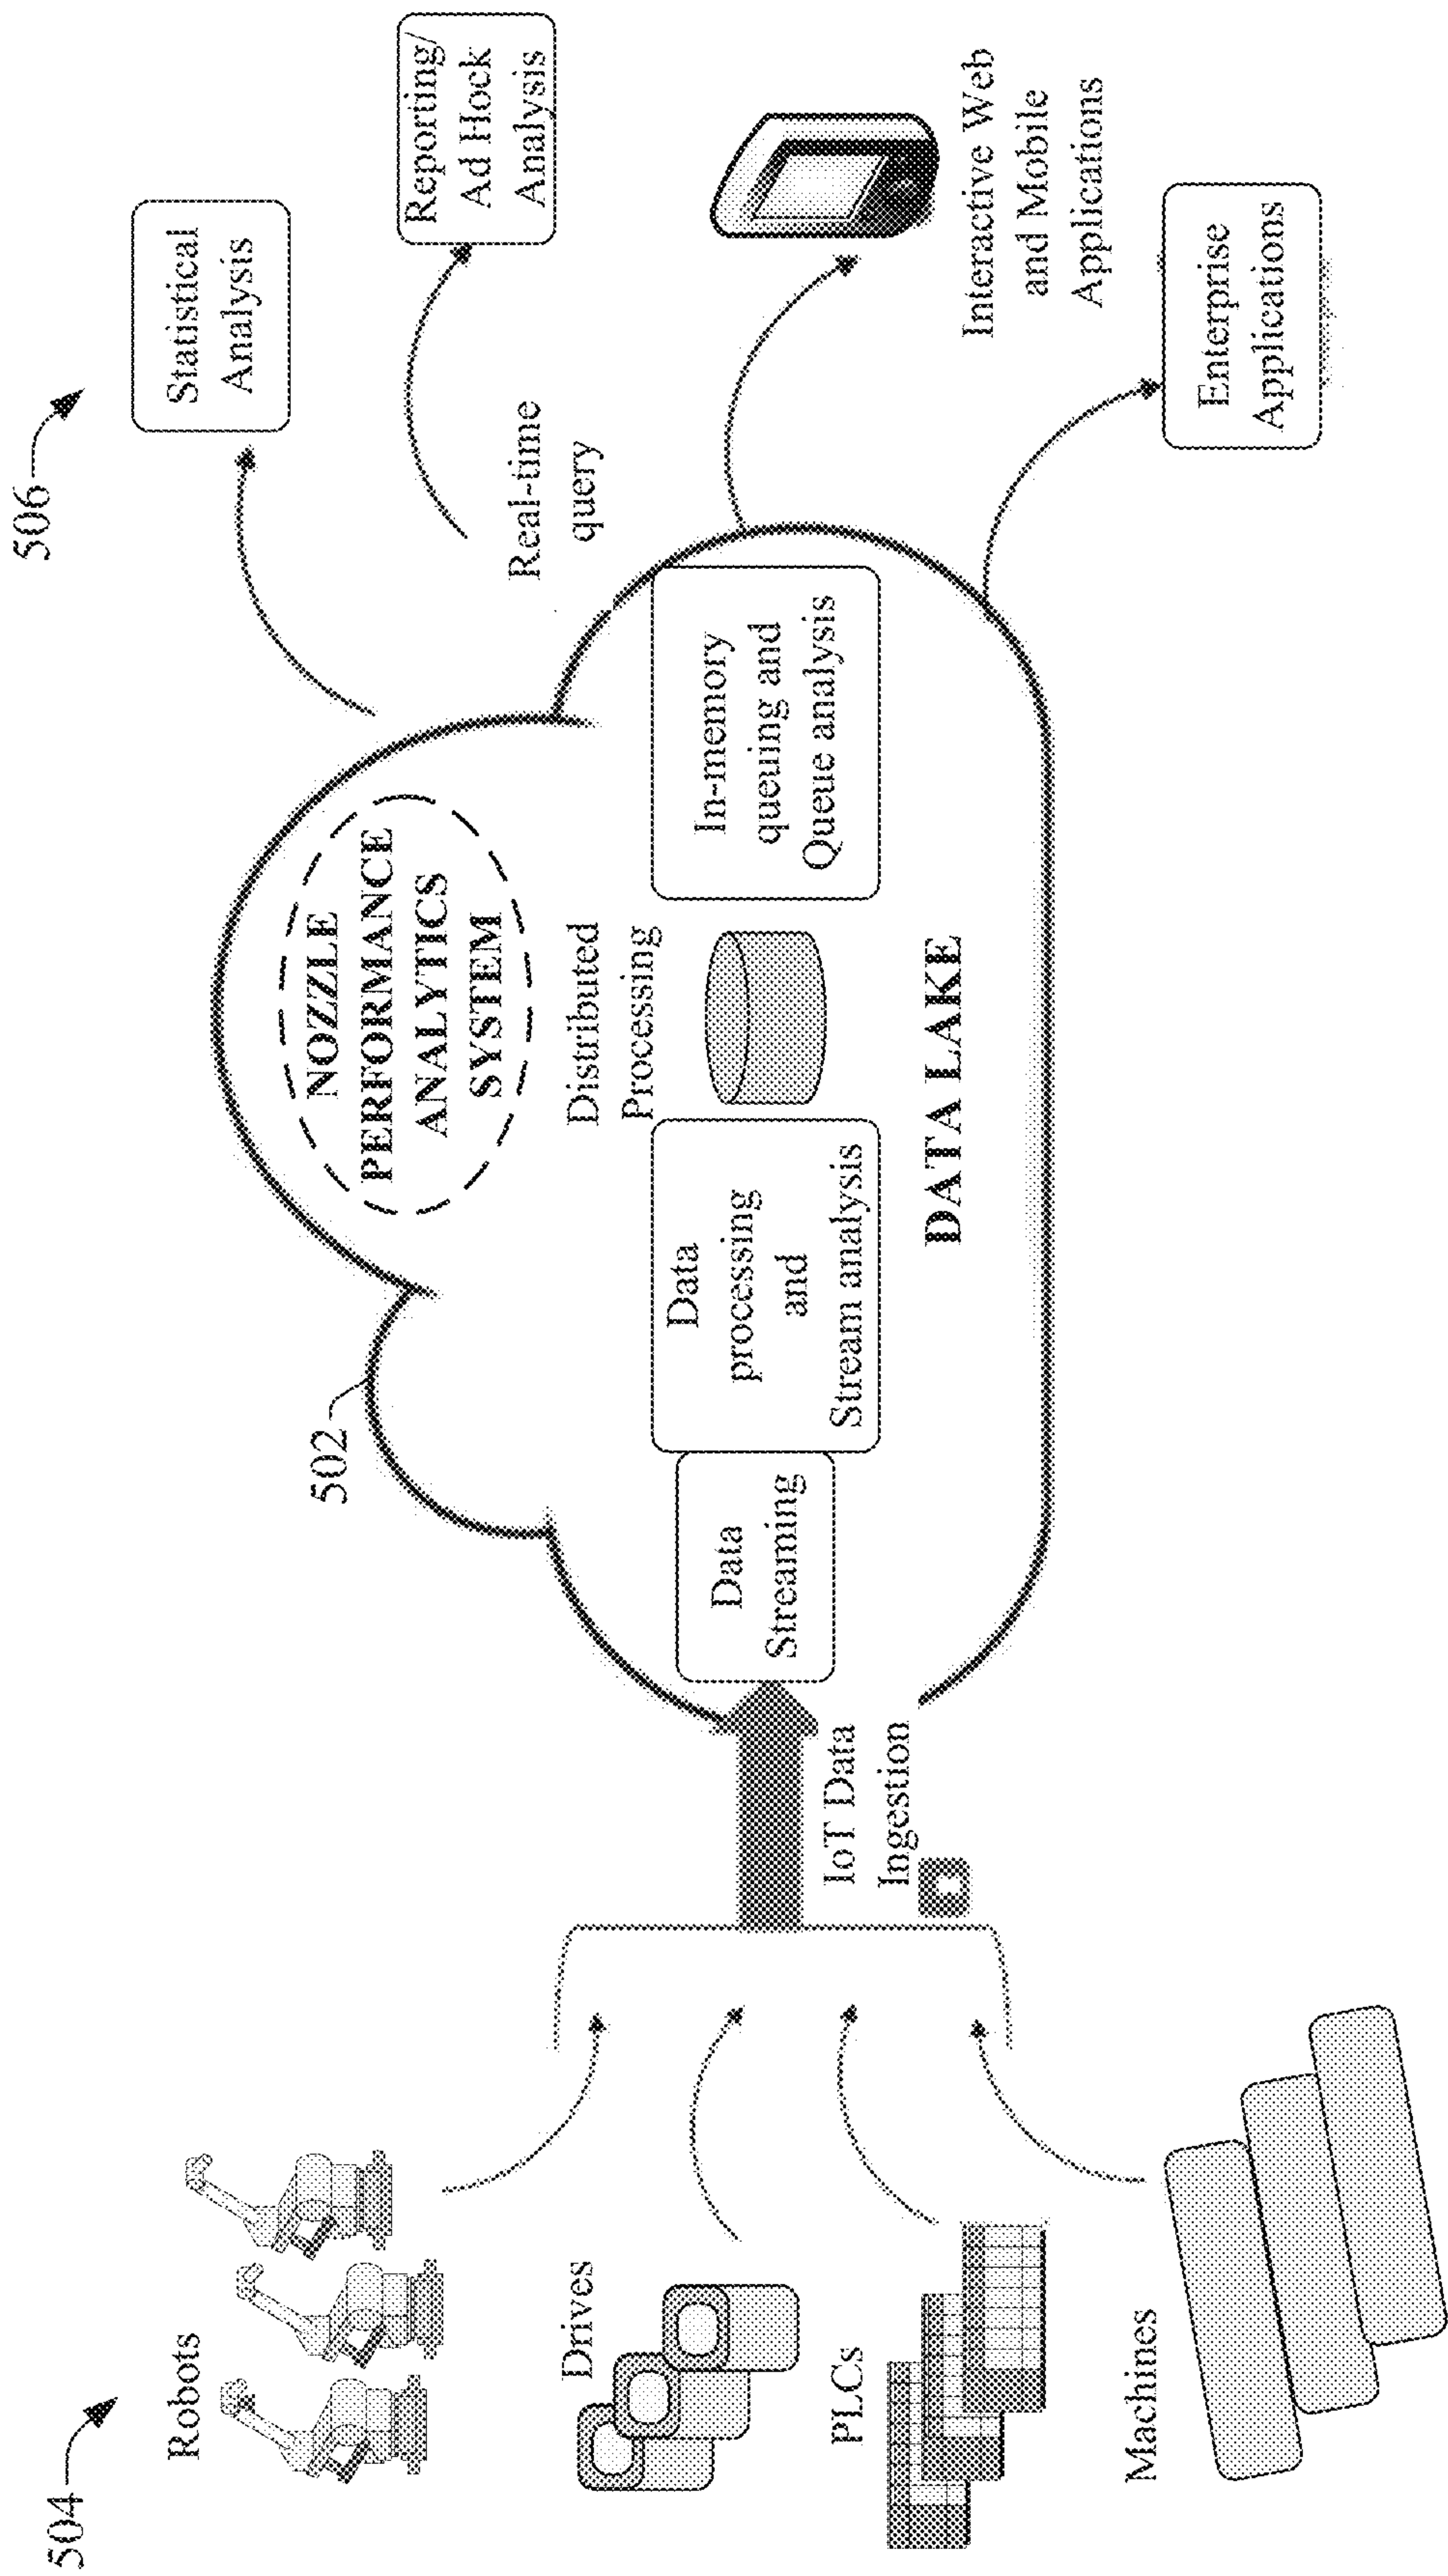 504
Robots
Drives
PLCs
Machines
IoT Data
Ingestion
502
NOZZLE
PERFORMANCE
ANALYTICS
SYSTEM
Distributed
Processing
Data
Streaming
Data
processing
and
Stream analysis
In-memory
queuing and
Queue analysis
DATA LAKE
506
Statistical
Analysis
Real-time
query
Reporting/
Ad Hock
Analysis
Interactive Web
and Mobile
Applications
Enterprise
Applications